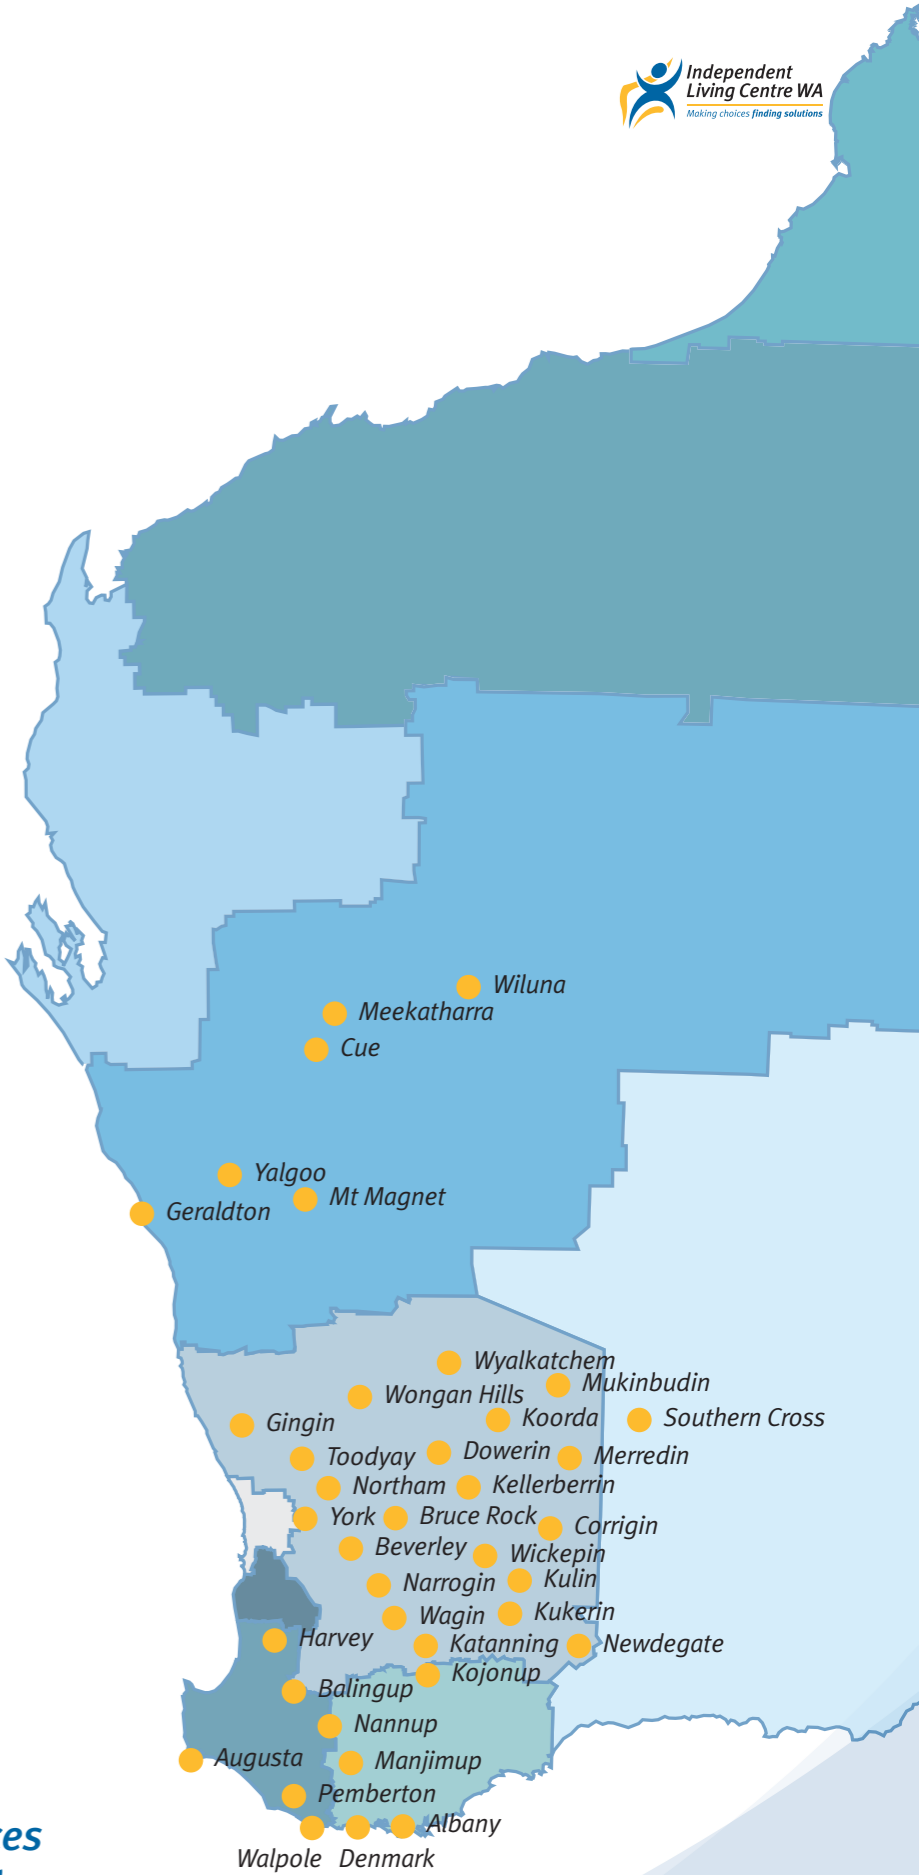 Independent
Living Centre WA
Making choices finding solutions
Wiluna
Meekatharra
Cue
Yalgoo
Mt Magnet
Geraldton
Wyalkatchem
Mukinbudin
Wongan Hills
Koorda
Southern Cross
Gingin
Toodyay
Dowerin
Merredin
Northam
Kellerberrin
York
Bruce Rock
Corrigin
Beverley
Wickepin
Narrogin
Kulin
Wagin
Kukerin
Harvey
Katanning
Newdegate
Kojonup
Balingup
Nannup
Augusta
Manjimup
Pemberton
Albany
Walpole
Denmark